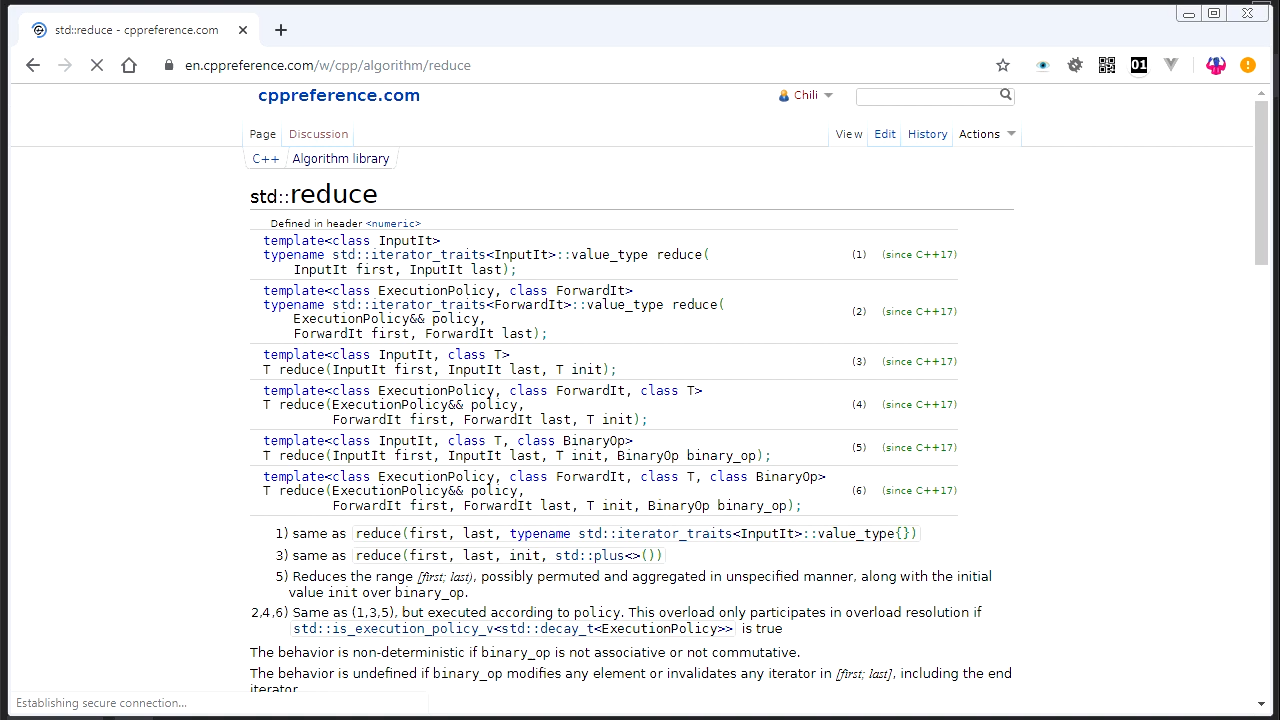 std::reduce - cppreference.com
en.cppreference.com/w/cpp/algorithm/reduce
01
cppreference.com
Chili
Page Discussion View Edit History Actions
C++ Algorithm library
std::reduce
Defined in header <numeric>
template<class InputIt>
typename std::iterator_traits<InputIt>::value_type reduce( (1) (since C++17)
InputIt first, InputIt last);
template<class ExecutionPolicy, class ForwardIt>
typename std::iterator_traits<ForwardIt>::value_type reduce( (2) (since C++17)
ExecutionPolicy&& policy,
ForwardIt first, ForwardIt last);
template<class InputIt, class T> (3) (since C++17)
T reduce(InputIt first, InputIt last, T init);
template<class ExecutionPolicy, class ForwardIt, class T>
T reduce(ExecutionPolicy&& policy, (4) (since C++17)
ForwardIt first, ForwardIt last, T init);
template<class InputIt, class T, class BinaryOp> (5) (since C++17)
T reduce(InputIt first, InputIt last, T init, BinaryOp binary_op);
template<class ExecutionPolicy, class ForwardIt, class T, class BinaryOp>
T reduce(ExecutionPolicy&& policy, (6) (since C++17)
ForwardIt first, ForwardIt last, T init, BinaryOp binary_op);
1) same as reduce(first, last, typename std::iterator_traits<InputIt>::value_type{})
3) same as reduce(first, last, init, std::plus<>())
5) Reduces the range [first; last), possibly permuted and aggregated in unspecified manner, along with the initial
value init over binary_op.
2,4,6) Same as (1,3,5), but executed according to policy. This overload only participates in overload resolution if
std::is_execution_policy_v<std::decay_t<ExecutionPolicy>> is true
The behavior is non-deterministic if binary_op is not associative or not commutative.
The behavior is undefined if binary_op modifies any element or invalidates any iterator in [first; last], including the end
iterator
Establishing secure connection...